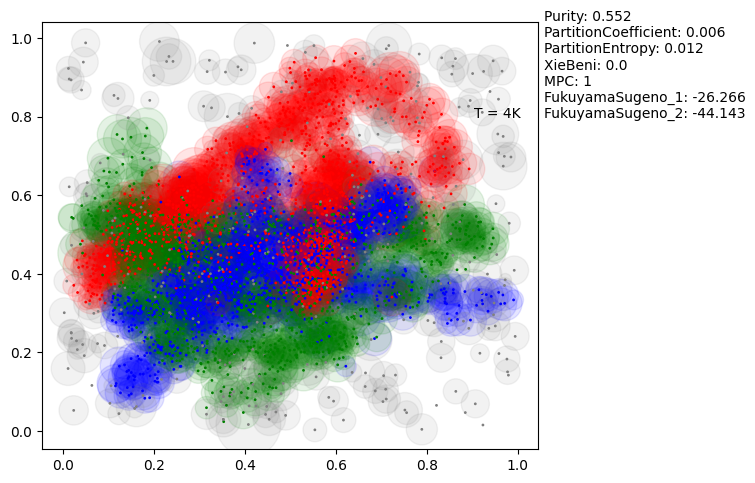 Purity: 0.552
PartitionCoefficient: 0.006
PartitionEntropy: 0.012
XieBeni: 0.0
MPC: 1
FukuyamaSugeno_1: -26.266
FukuyamaSugeno_2: -44.143
T = 4K
1.0
0.8
0.6
0.4
0.2
0.0
0.0 0.2 0.4 0.6 0.8 1.0